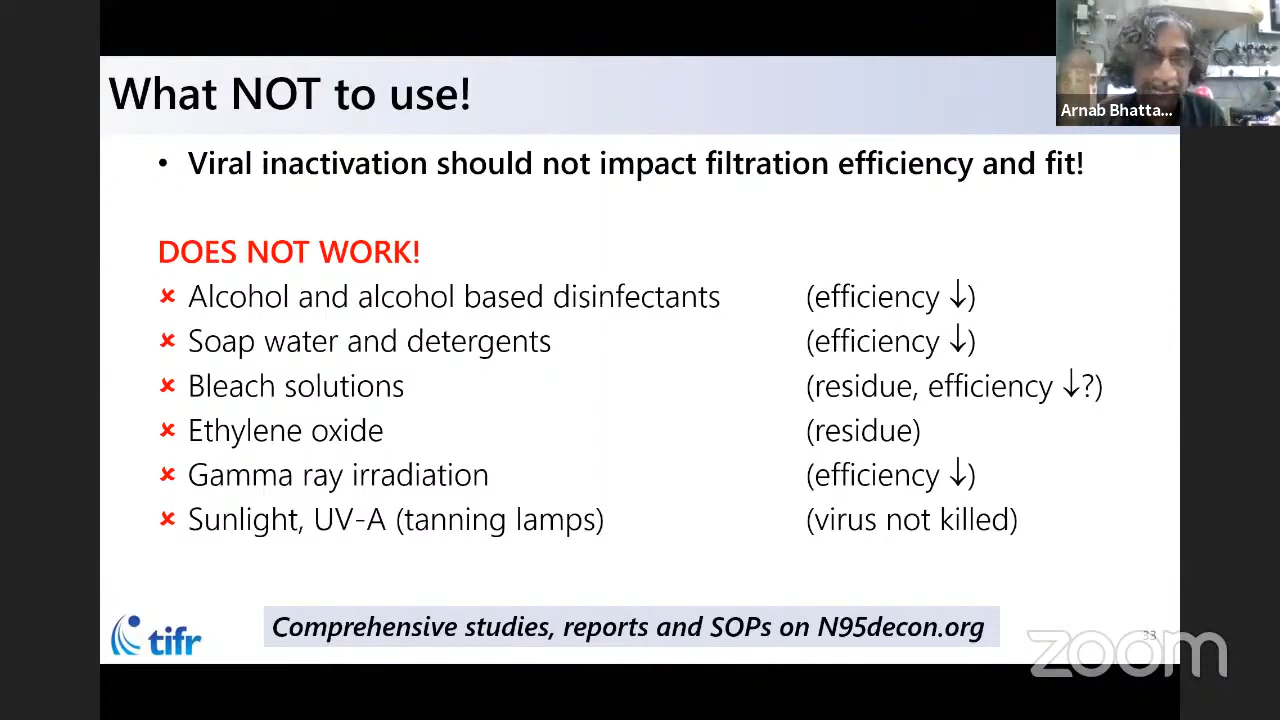 What NOT to use!
Arnab Bhatta...
• Viral inactivation should not impact filtration efficiency and fit!
DOES NOT WORK!
✘ Alcohol and alcohol based disinfectants (efficiency ↓)
✘ Soap water and detergents (efficiency ↓)
✘ Bleach solutions (residue, efficiency ↓?)
✘ Ethylene oxide (residue)
✘ Gamma ray irradiation (efficiency ↓)
✘ Sunlight, UV-A (tanning lamps) (virus not killed)
tifr
Comprehensive studies, reports and SOPs on N95decon.org
33
zoom